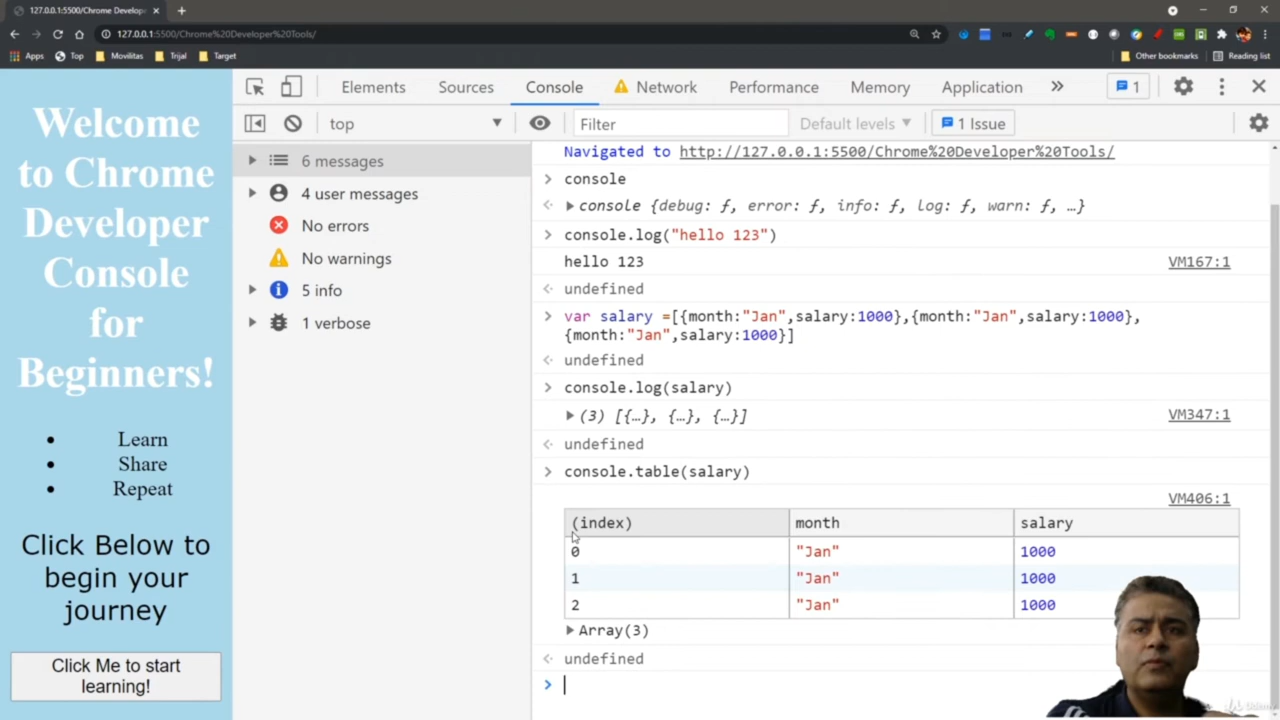 127.0.0.1:5500/Chrome Develop
127.0.0.1:5500/Chrome%20Developer%20Tools/
Apps Top Movilitas Trijal Target Other bookmarks Reading list
Welcome
to Chrome
Developer
Console
for
Beginners!
Learn
Share
Repeat
Click Below to
begin your
journey
Click Me to start
learning!
Elements Sources Console Network Performance Memory Application 1
top Filter Default levels 1 Issue
6 messages
4 user messages
No errors
No warnings
5 info
1 verbose
Navigated to http://127.0.0.1:5500/Chrome%20Developer%20Tools/
console
console {debug: ƒ, error: ƒ, info: ƒ, log: ƒ, warn: ƒ, …}
console.log("hello 123")
hello 123 VM167:1
undefined
var salary =[{month:"Jan",salary:1000},{month:"Jan",salary:1000},
{month:"Jan",salary:1000}]
undefined
console.log(salary)
(3) [{…}, {…}, {…}] VM347:1
undefined
console.table(salary)
VM406:1
(index) month salary
0 "Jan" 1000
1 "Jan" 1000
2 "Jan" 1000
Array(3)
undefined
Udemy